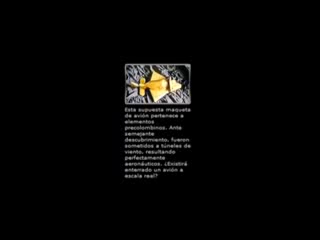 Esta supuesta maqueta
de avión pertenece a
elementos
precolombinos. Ante
semejante
descubrimiento, fueron
sometidos a túneles de
viento, resultando
perfectamente
aeronáuticos. ¿Existirá
enterrado un avión a
escala real?